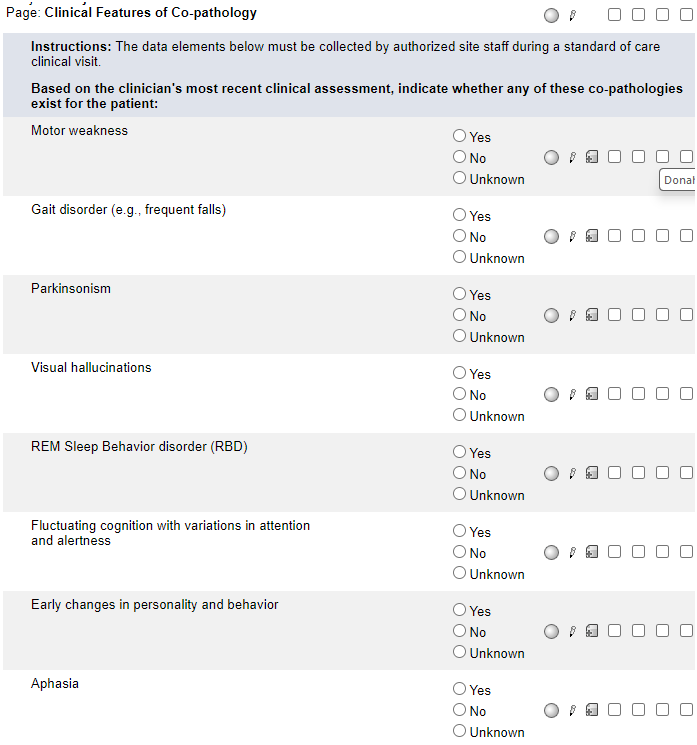 Page: Clinical Features of Co-pathology
Instructions: The data elements below must be collected by authorized site staff during a standard of care
clinical visit.
Based on the clinician's most recent clinical assessment, indicate whether any of these co-pathologies
exist for the patient:
Motor weakness
Yes
No
Unknown
Gait disorder (e.g., frequent falls)
Yes
No
Unknown
Parkinsonism
Yes
No
Unknown
Visual hallucinations
Yes
No
Unknown
REM Sleep Behavior disorder (RBD)
Yes
No
Unknown
Fluctuating cognition with variations in attention
and alertness
Yes
No
Unknown
Early changes in personality and behavior
Yes
No
Unknown
Aphasia
Yes
No
Unknown